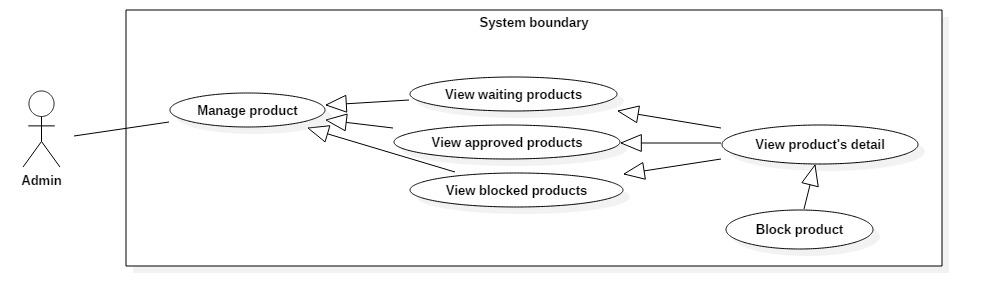 System boundary
Admin
Manage product
View waiting products
View approved products
View blocked products
View product's detail
Block product